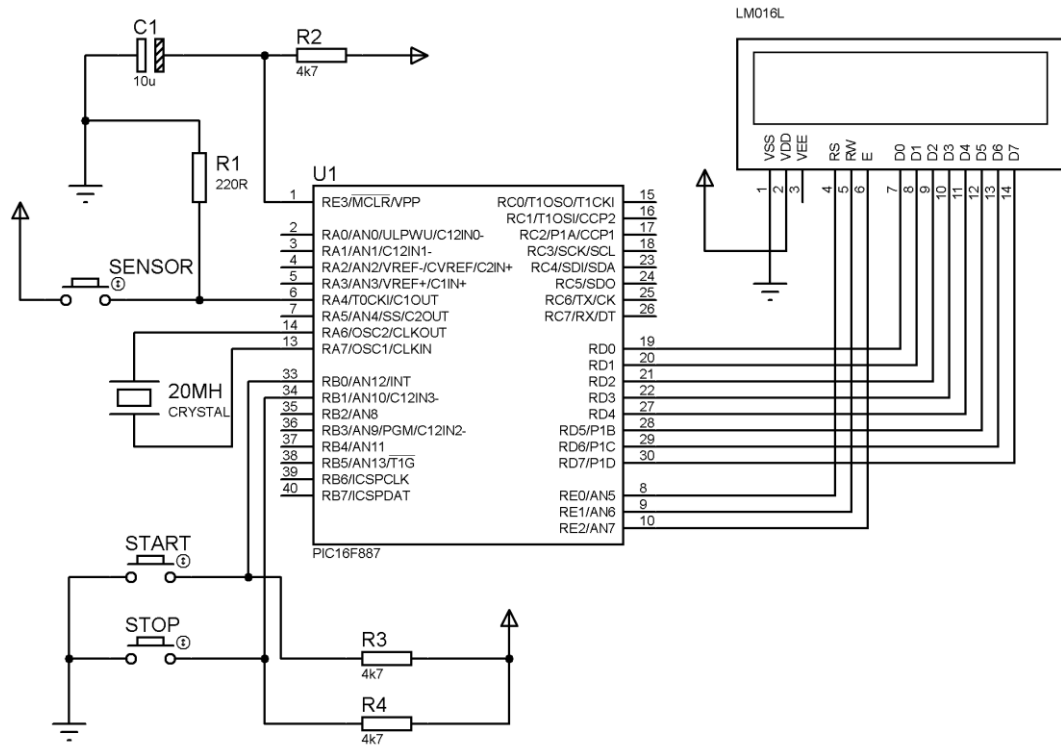 LM016L
C1
10u
R2
4k7
R1
220R
SENSOR
20MH
CRYSTAL
START
STOP
R3
4k7
R4
4k7
U1
PIC16F887
1 RE3/MCLR/VPP
2 RA0/AN0/ULPWU/C12IN0-
3 RA1/AN1/C12IN1-
4 RA2/AN2/VREF-/CVREF/C2IN+
5 RA3/AN3/VREF+/C1IN+
6 RA4/T0CKI/C1OUT
7 RA5/AN4/SS/C2OUT
14 RA6/OSC2/CLKOUT
13 RA7/OSC1/CLKIN
33 RB0/AN12/INT
34 RB1/AN10/C12IN3-
35 RB2/AN8
36 RB3/AN9/PGM/C12IN2-
37 RB4/AN11
38 RB5/AN13/T1G
39 RB6/ICSPCLK
40 RB7/ICSPDAT
RC0/T1OSO/T1CKI 15
RC1/T1OSI/CCP2 16
RC2/P1A/CCP1 17
RC3/SCK/SCL 18
RC4/SDI/SDA 23
RC5/SDO 24
RC6/TX/CK 25
RC7/RX/DT 26
RD0 19
RD1 20
RD2 21
RD3 22
RD4 27
RD5/P1B 28
RD6/P1C 29
RD7/P1D 30
RE0/AN5 8
RE1/AN6 9
RE2/AN7 10
VSS VDD VEE RS RW E D0 D1 D2 D3 D4 D5 D6 D7
1 2 3 4 5 6 7 8 9 10 11 12 13 14